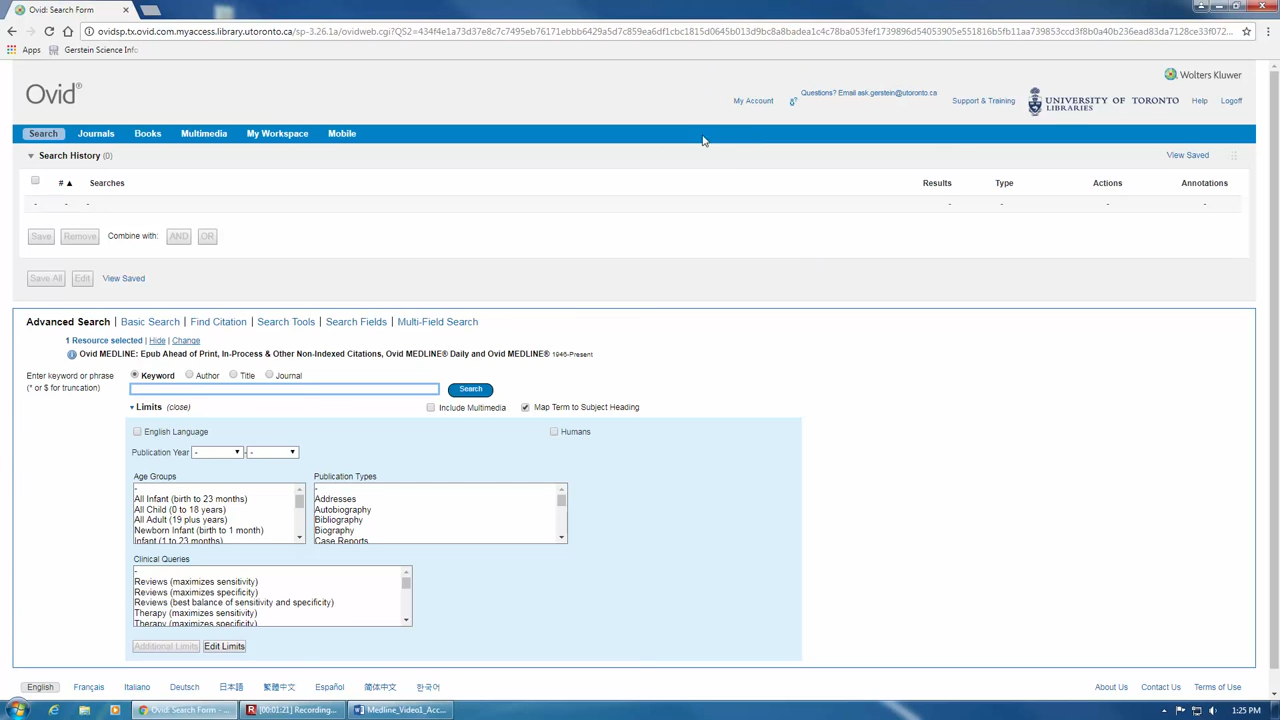 Ovid: Search Form
ovidsp.tx.ovid.com.myaccess.library.utoronto.ca/sp-3.26.1a/ovidweb.cgi?
Apps Gerstein Science Info
Wolters Kluwer
Ovid®
My Account
Questions? Email ask.gerstein@utoronto.ca
Support & Training
UNIVERSITY OF TORONTO LIBRARIES
Help Logoff
Search Journals Books Multimedia My Workspace Mobile
Search History (0) View Saved
# ▲ Searches Results Type Actions Annotations
- - - - - - -
Save Remove Combine with: AND OR
Save All Edit View Saved
Advanced Search | Basic Search | Find Citation | Search Tools | Search Fields | Multi-Field Search
1 Resource selected | Hide | Change
Ovid MEDLINE: Epub Ahead of Print, In-Process & Other Non-Indexed Citations, Ovid MEDLINE® Daily and Ovid MEDLINE® 1946-Present
Enter keyword or phrase
(* or $ for truncation)
Keyword Author Title Journal
Search
Limits (close) Include Multimedia Map Term to Subject Heading
English Language Humans
Publication Year - - -
Age Groups
-
All Infant (birth to 23 months)
All Child (0 to 18 years)
All Adult (19 plus years)
Newborn Infant (birth to 1 month)
Infant (1 to 23 months)
Publication Types
-
Addresses
Autobiography
Bibliography
Biography
Case Reports
Clinical Queries
-
Reviews (maximizes sensitivity)
Reviews (maximizes specificity)
Reviews (best balance of sensitivity and specificity)
Therapy (maximizes sensitivity)
Therapy (maximizes specificity)
Additional Limits Edit Limits
English Français Italiano Deutsch 日本語 繁體中文 Español 简体中文 한국어
About Us Contact Us Terms of Use
Ovid: Search Form - ... [00:01:21] Recording... Medline_Video1_Acc... 1:25 PM